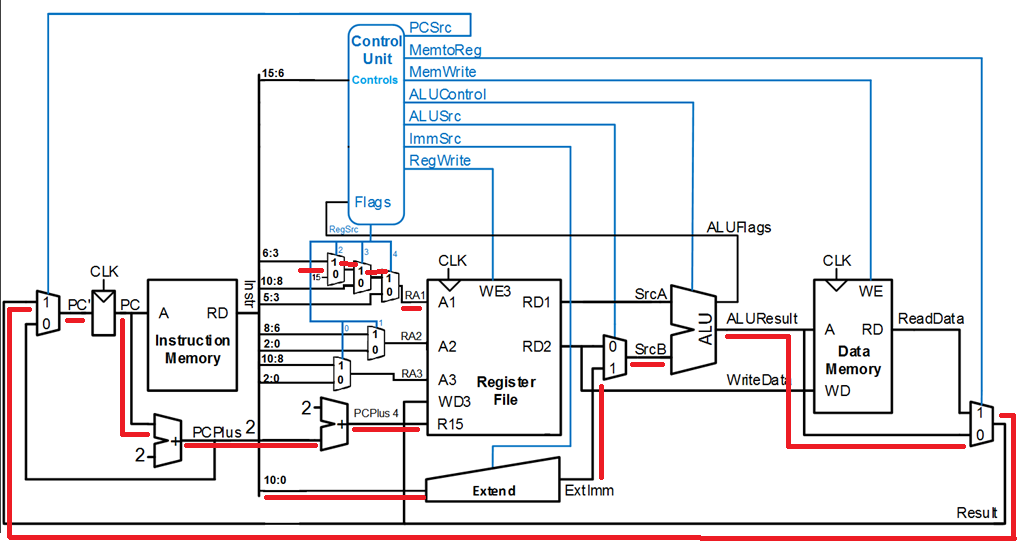 PCSrc
Control
Unit
MemtoReg
15:6
Controls
MemWrite
ALUControl
ALUSrc
ImmSrc
RegWrite
Flags
RegSrc
ALUFlags
6:3
2
3
4
1
0
15
1
0
1
0
10:8
5:3
RA1
CLK
CLK
CLK
1
0
PC'
PC
A
RD
Instruction
Memory
Instr
A1
WE3
RD1
SrcA
ALU
ALUResult
WE
A
RD
ReadData
Data
Memory
WD
8:6
2:0
0
1
1
0
RA2
A2
RD2
0
1
SrcB
10:8
2:0
1
0
RA3
A3
Register
File
WriteData
WD3
R15
2
+
PCPlus 4
PCPlus 2
2
+
1
0
10:0
Extend
ExtImm
Result